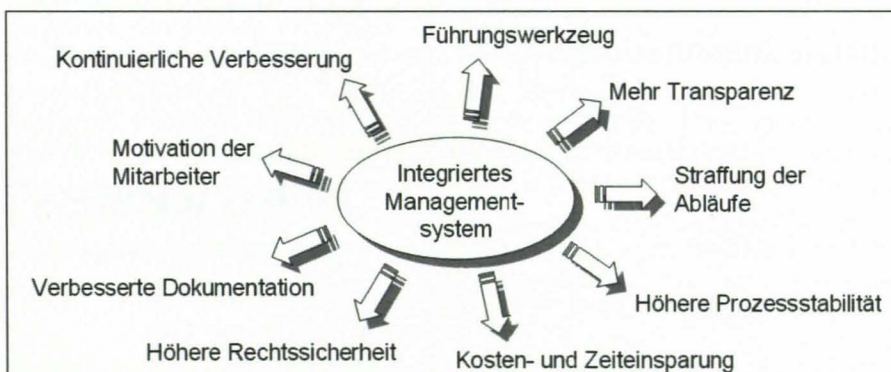 Führungswerkzeug
Kontinuierliche Verbesserung
Mehr Transparenz
Motivation der
Mitarbeiter
Integriertes
Management-
system
Straffung der
Abläufe
Verbesserte Dokumentation
Höhere Prozessstabilität
Höhere Rechtssicherheit
Kosten- und Zeiteinsparung